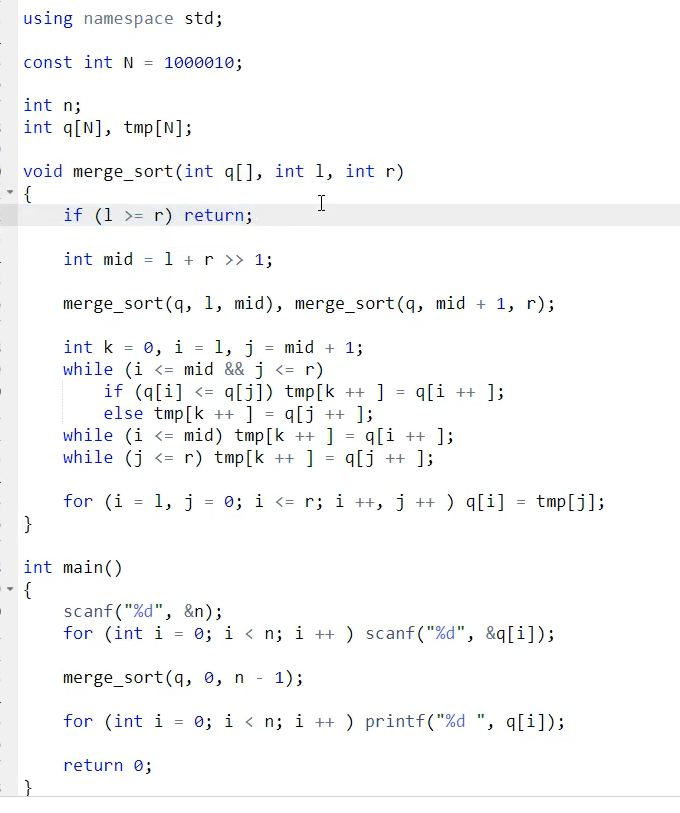 using namespace std;
const int N = 1000010;
int n;
int q[N], tmp[N];
void merge_sort(int q[], int l, int r)
{
if (l >= r) return;
int mid = l + r >> 1;
merge_sort(q, l, mid), merge_sort(q, mid + 1, r);
int k = 0, i = l, j = mid + 1;
while (i <= mid && j <= r)
if (q[i] <= q[j]) tmp[k ++ ] = q[i ++ ];
else tmp[k ++ ] = q[j ++ ];
while (i <= mid) tmp[k ++ ] = q[i ++ ];
while (j <= r) tmp[k ++ ] = q[j ++ ];
for (i = l, j = 0; i <= r; i ++, j ++ ) q[i] = tmp[j];
}
int main()
{
scanf("%d", &n);
for (int i = 0; i < n; i ++ ) scanf("%d", &q[i]);
merge_sort(q, 0, n - 1);
for (int i = 0; i < n; i ++ ) printf("%d ", q[i]);
return 0;
}